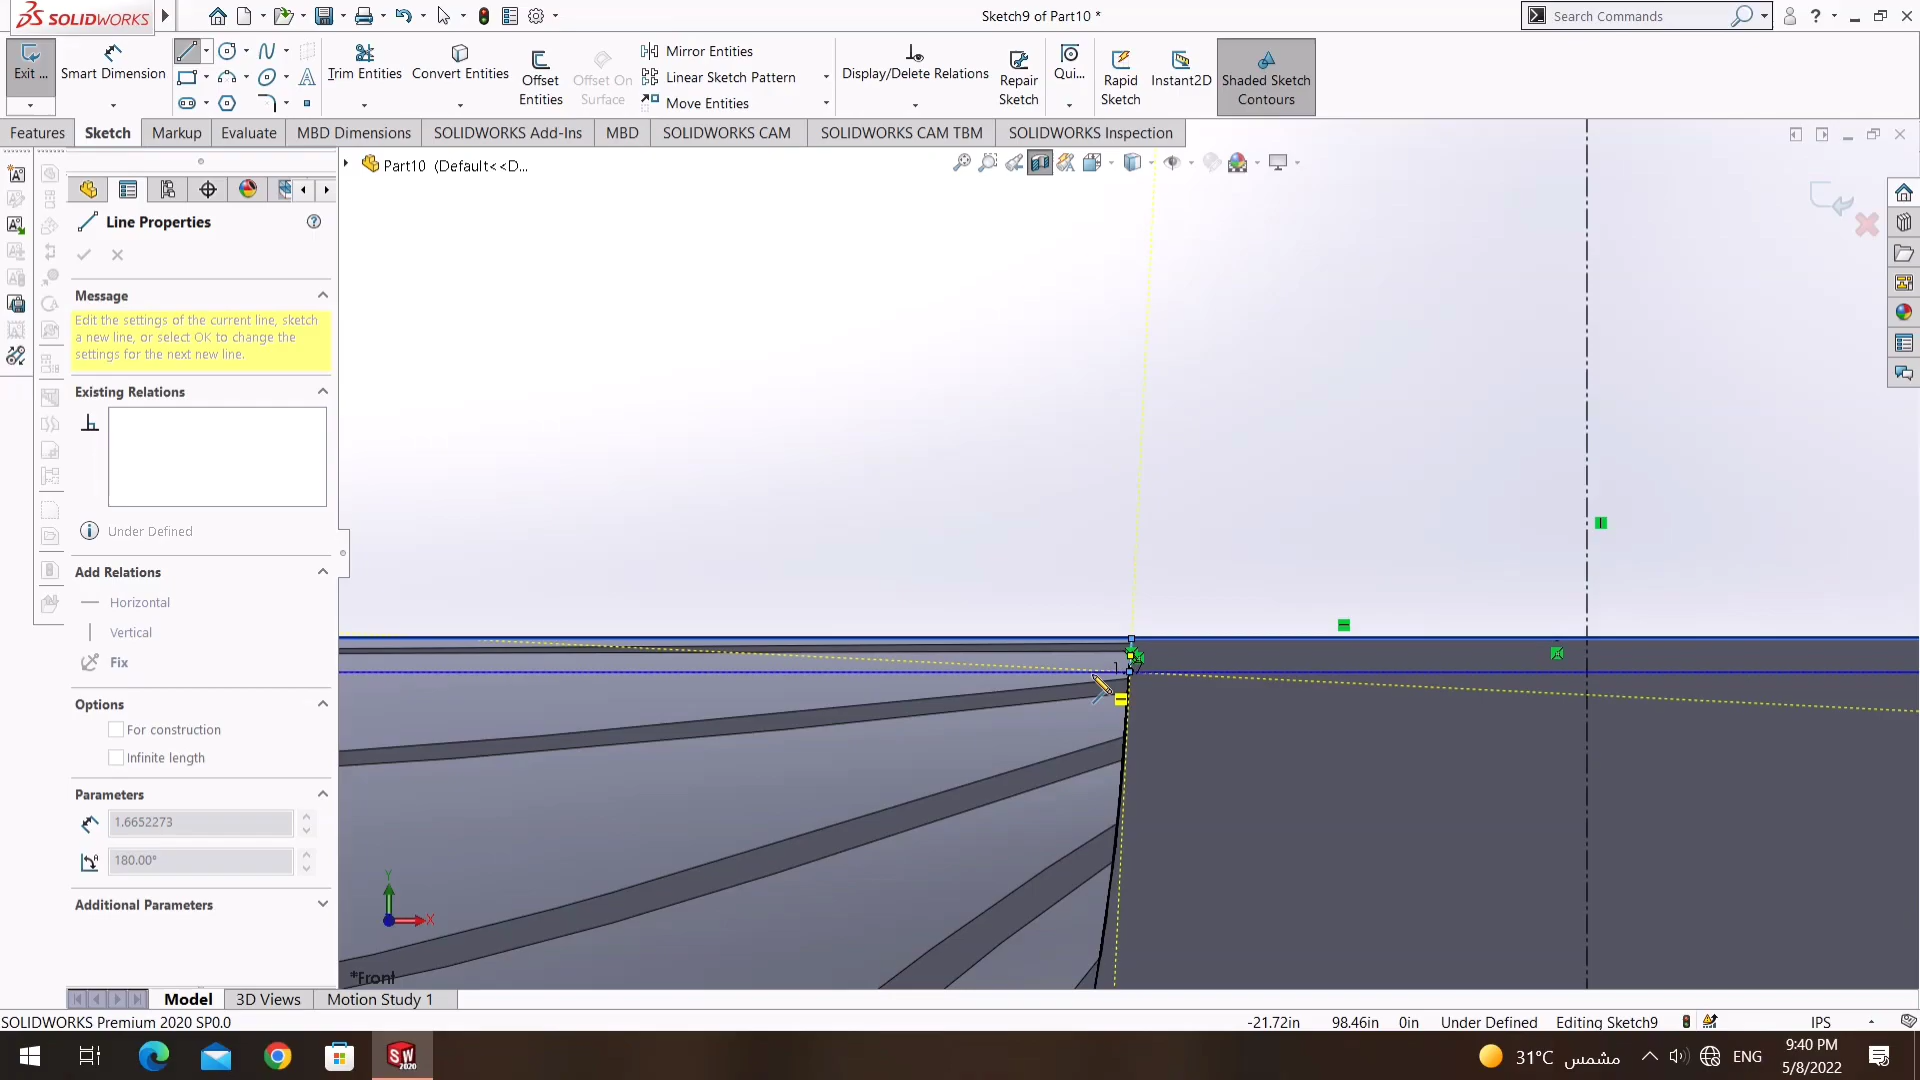 SOLIDWORKS
Sketch9 of Part10 *
Search Commands
Exit ...
Smart Dimension
Trim Entities
Convert Entities
Offset Entities
Offset On Surface
Mirror Entities
Linear Sketch Pattern
Move Entities
Display/Delete Relations
Repair Sketch
Qui...
Rapid Sketch
Instant2D
Shaded Sketch Contours
Features
Sketch
Markup
Evaluate
MBD Dimensions
SOLIDWORKS Add-Ins
MBD
SOLIDWORKS CAM
SOLIDWORKS CAM TBM
SOLIDWORKS Inspection
Part10 (Default<<D...
Line Properties
Message
Edit the settings of the current line, sketch
a new line, or select OK to change the
settings for the next new line.
Existing Relations
Under Defined
Add Relations
Horizontal
Vertical
Fix
Options
For construction
Infinite length
Parameters
1.6652273
180.00°
Additional Parameters
Y
X
*Front
Model
3D Views
Motion Study 1
SOLIDWORKS Premium 2020 SP0.0
-21.72in
98.46in
0in
Under Defined
Editing Sketch9
IPS
31°C مشمس
ENG
9:40 PM
5/8/2022